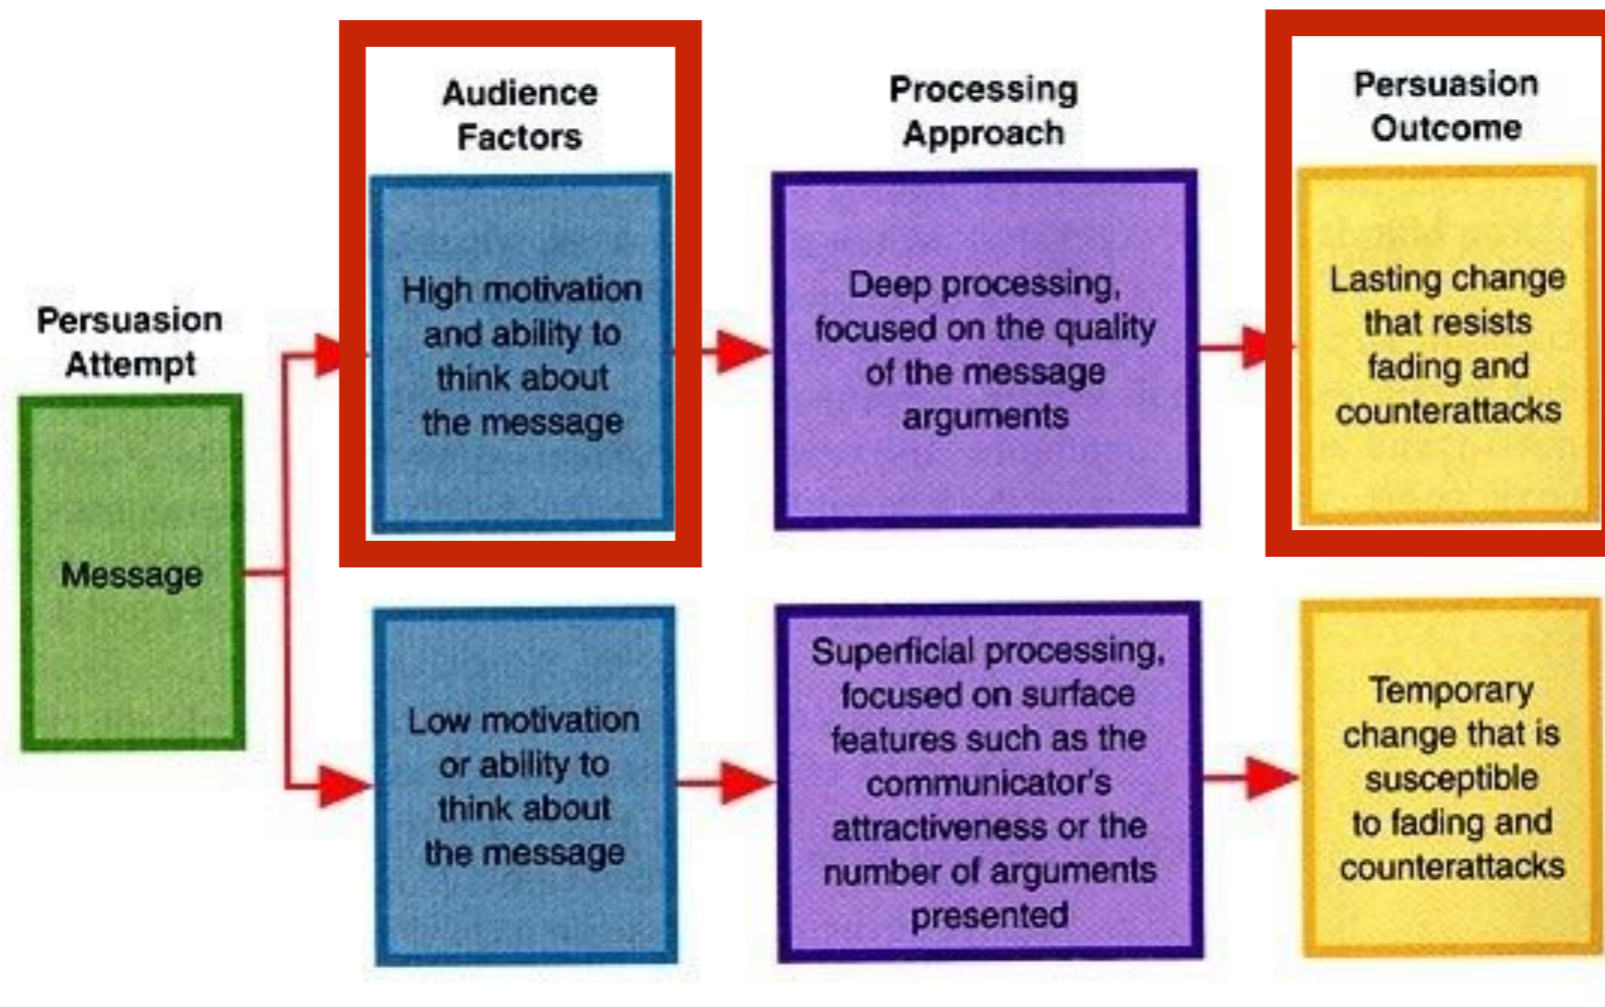 Persuasion
Attempt
Message
Audience
Factors
High motivation
and ability to
think about
the message
Low motivation
or ability to
think about
the message
Processing
Approach
Deep processing,
focused on the quality
of the message
arguments
Superficial processing,
focused on surface
features such as the
communicator's
attractiveness or the
number of arguments
presented
Persuasion
Outcome
Lasting change
that resists
fading and
counterattacks
Temporary
change that is
susceptible
to fading and
counterattacks